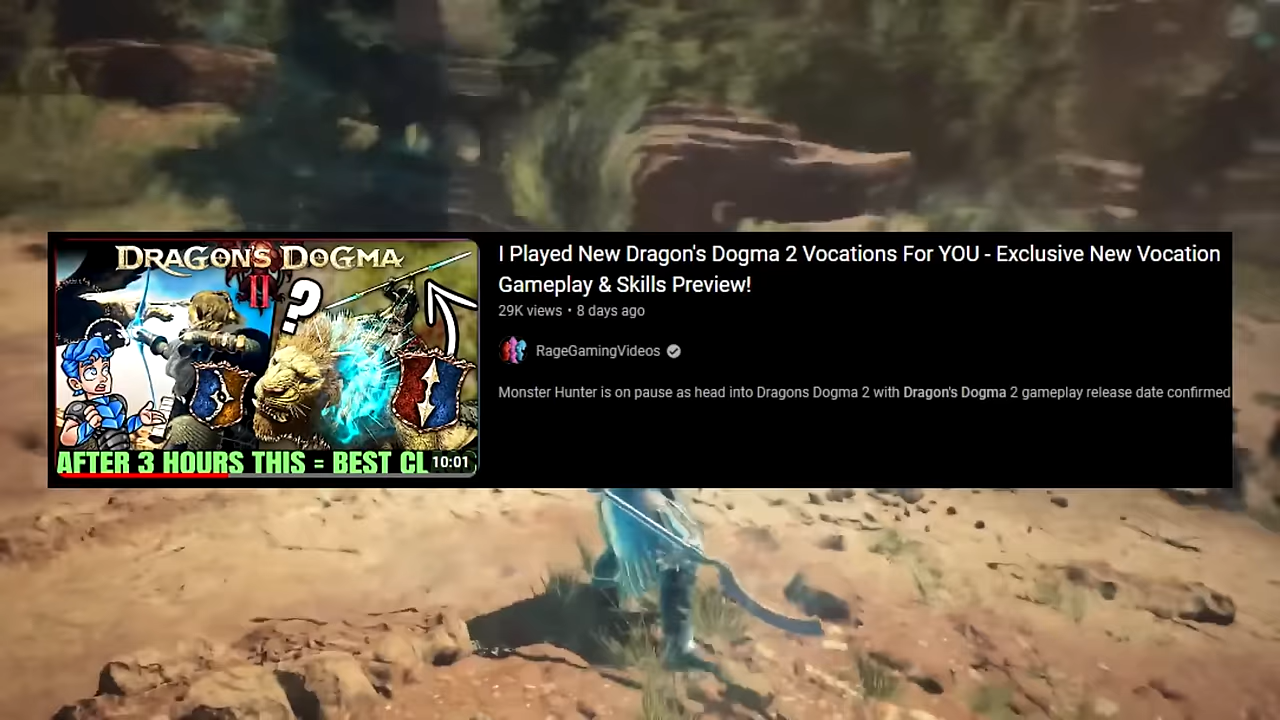 DRAGON'S DOGMA
II
?
AFTER 3 HOURS THIS = BEST CL
10:01
I Played New Dragon's Dogma 2 Vocations For YOU - Exclusive New Vocation
Gameplay & Skills Preview!
29K views • 8 days ago
RageGamingVideos
Monster Hunter is on pause as head into Dragons Dogma 2 with Dragon's Dogma 2 gameplay release date confirmed